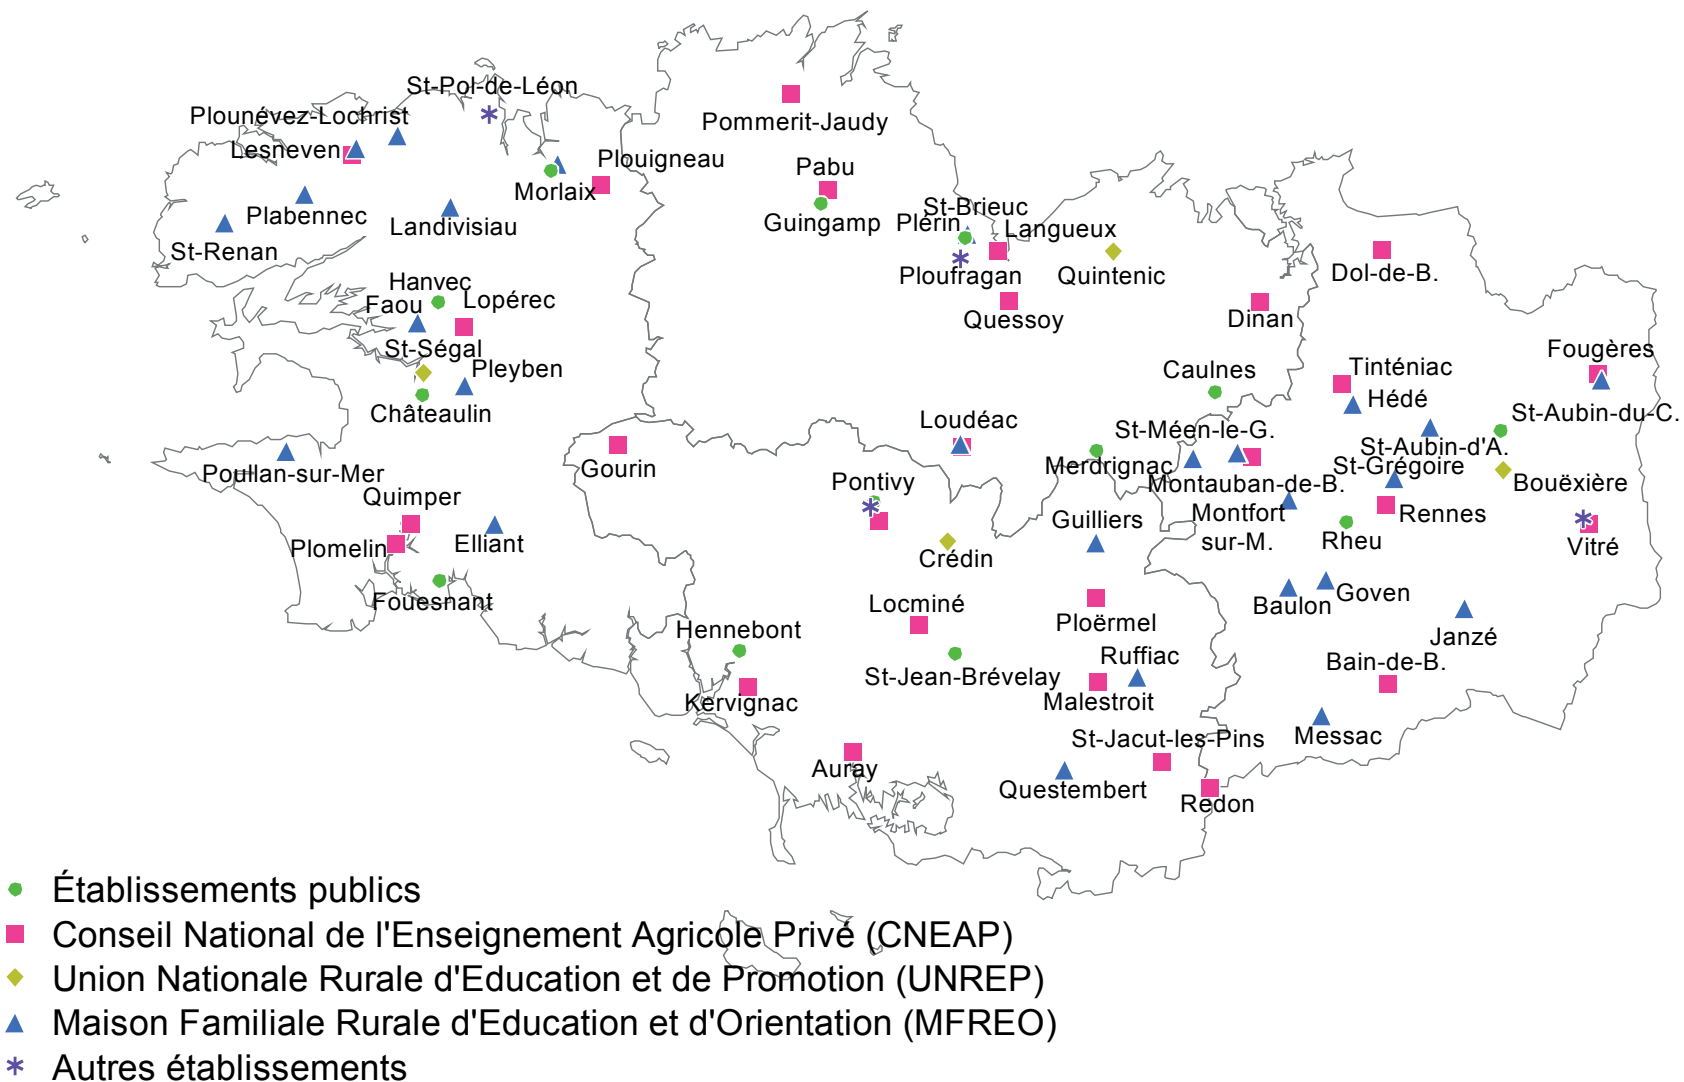 St-Pol-de-Léon
Plounévez-Lochrist
Pommerit-Jaudy
Lesneven
Plouigneau
Pabu
Morlaix
Plabennec
St-Brieuc
Landivisiau
Guingamp
Plérin
Langueux
St-Renan
Ploufragan
Quintenic
Dol-de-B.
Hanvec
Faou
Lopérec
Quessoy
Dinan
St-Ségal
Fougères
Pleyben
Caulnes
Tinténiac
Hédé
Châteaulin
St-Aubin-du-C.
Loudéac
St-Méen-le-G.
St-Aubin-d'A.
Poullan-sur-Mer
Gourin
Merdrignac
St-Grégoire
Pontivy
Montauban-de-B.
Bouëxière
Quimper
Guilliers
Montfort
sur-M.
Rennes
Plomelin
Elliant
Rheu
Vitré
Crédin
Fouesnant
Locminé
Baulon
Goven
Hennebont
Ploërmel
Janzé
Ruffiac
Bain-de-B.
St-Jean-Brévelay
Kervignac
Malestroit
St-Jacut-les-Pins
Messac
Auray
Questembert
Redon
Établissements publics
Conseil National de l'Enseignement Agricole Privé (CNEAP)
Union Nationale Rurale d'Education et de Promotion (UNREP)
Maison Familiale Rurale d'Education et d'Orientation (MFREO)
Autres établissements